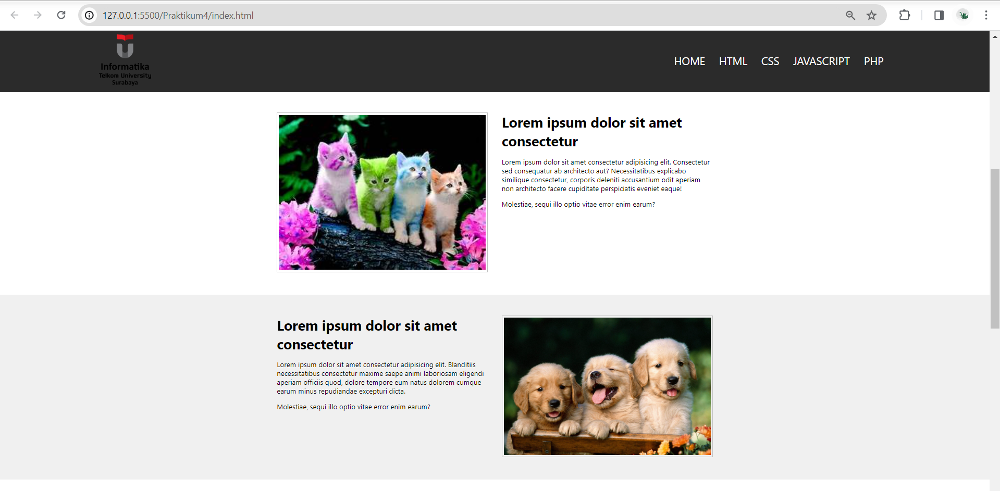 127.0.0.1:5500/Praktikum4/index.html
Informatika
Telkom University
Surabaya
HOME HTML CSS JAVASCRIPT PHP
Lorem ipsum dolor sit amet
consectetur
Lorem ipsum dolor sit amet consectetur adipisicing elit. Consectetur
sed consequatur ab architecto aut? Necessitatibus explicabo
similique consectetur, corporis deleniti accusantium odit aperiam
non architecto facere cupiditate perspiciatis eveniet eaque!
Molestiae, sequi illo optio vitae error enim earum?
Lorem ipsum dolor sit amet
consectetur
Lorem ipsum dolor sit amet consectetur adipisicing elit. Blanditiis
necessitatibus consectetur maxime saepe animi laboriosam eligendi
aperiam officiis quod, dolore tempore eum natus dolorem cumque
earum minus repudiandae excepturi dicta.
Molestiae, sequi illo optio vitae error enim earum?